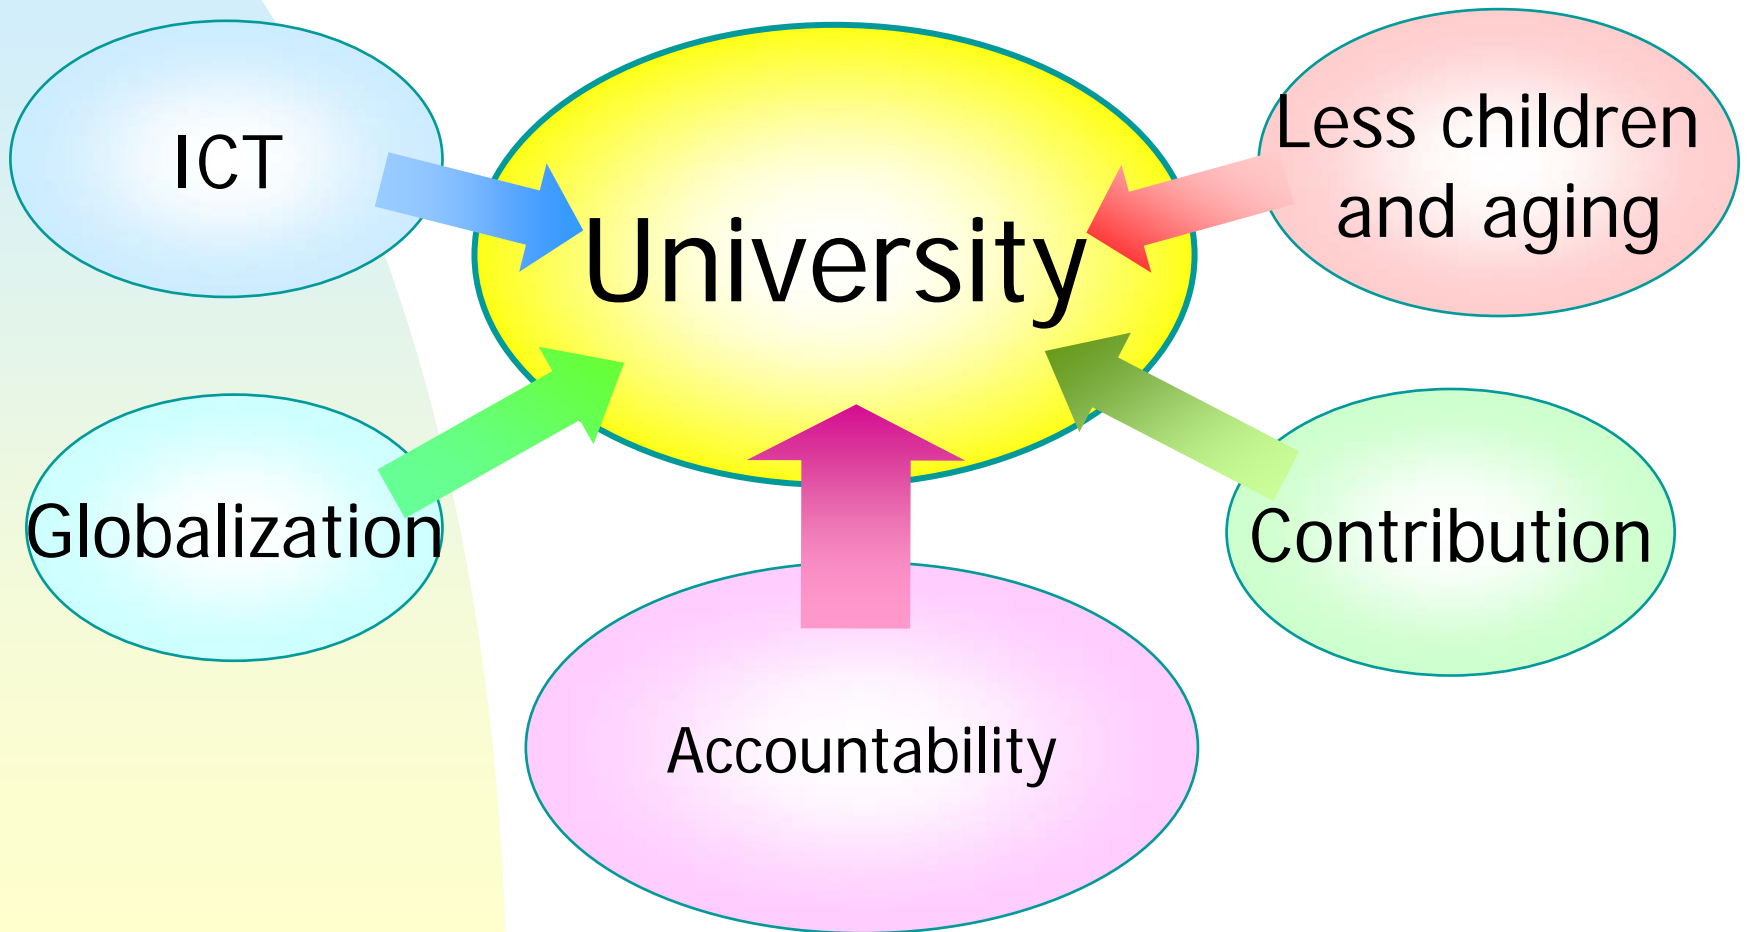 ICT
University
Less children
and aging
Globalization
Contribution
Accountability